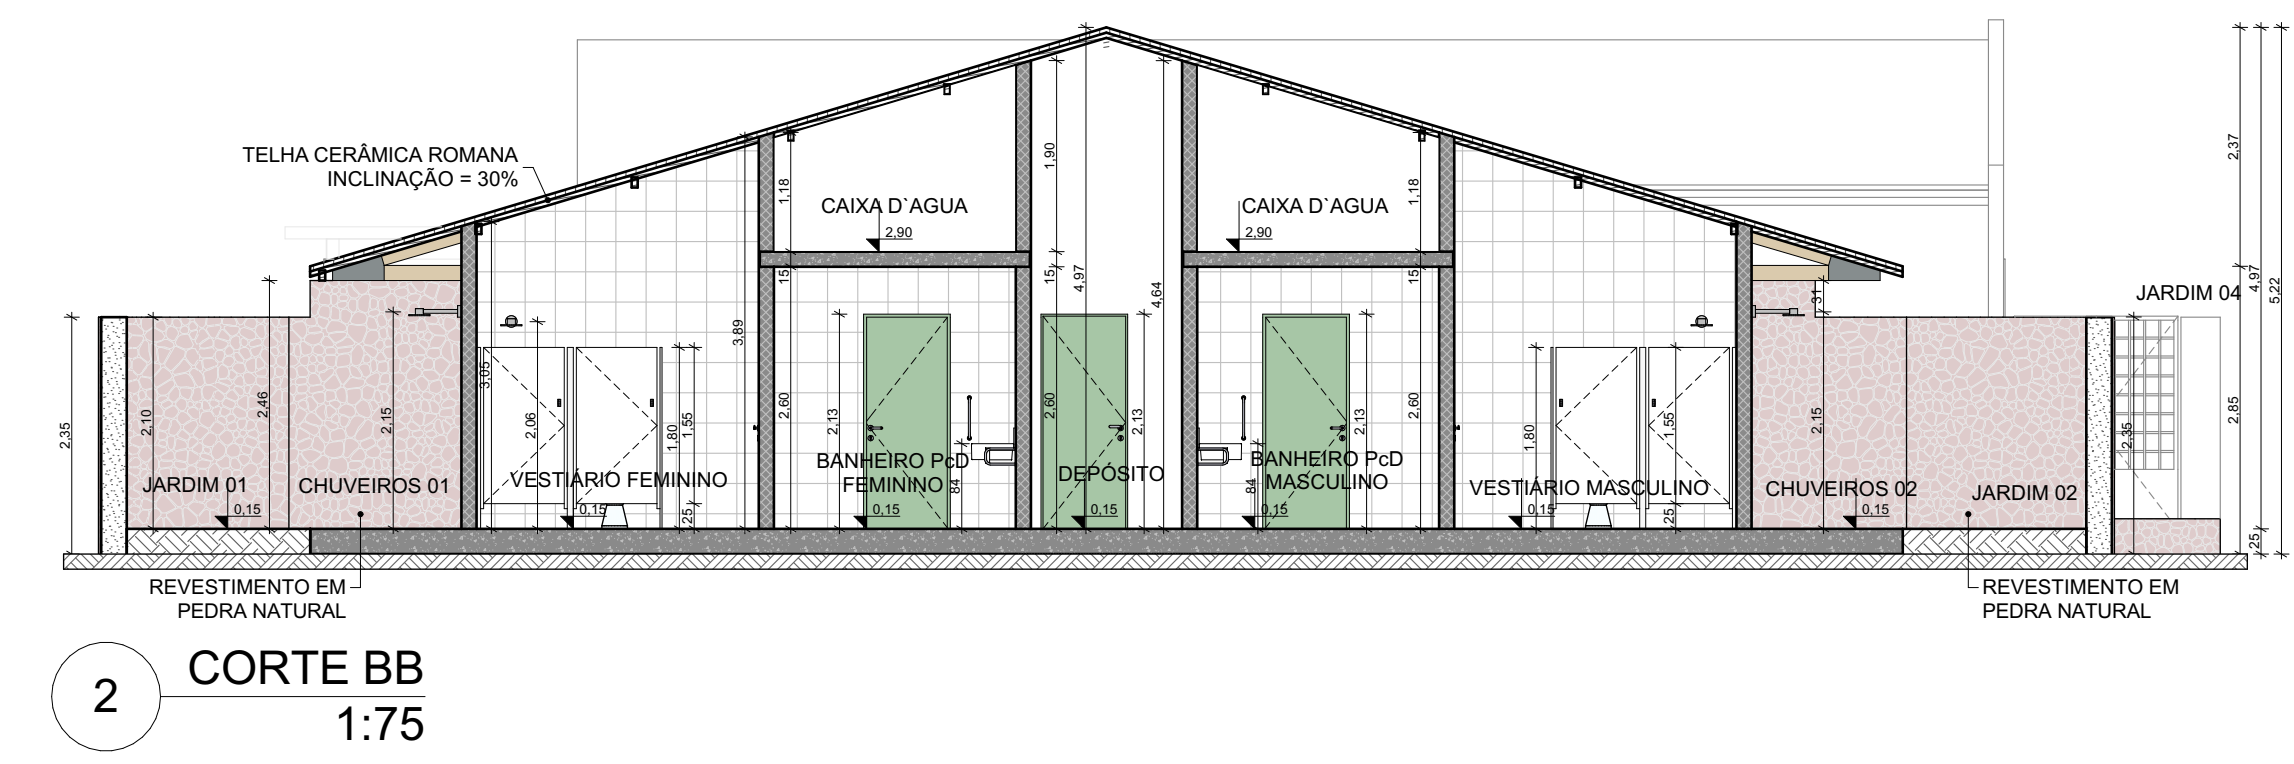 TELHA CERÂMICA ROMANA
INCLINAÇÃO = 30%
CAIXA D`AGUA
2,90
CAIXA D`AGUA
2,90
JARDIM 04
1,18
1,90
1,18
2,37
4,97
5,22
15
15
4,97
4,64
15
31
2,35
2,10
2,46
2,15
3,05
2,06
1,80
1,55
3,89
2,60
2,13
2,60
2,13
2,13
2,60
1,80
1,55
2,15
2,35
2,85
JARDIM 01
CHUVEIROS 01
VESTIÁRIO FEMININO
BANHEIRO PcD
FEMININO
DEPÓSITO
BANHEIRO PcD
MASCULINO
VESTIÁRIO MASCULINO
CHUVEIROS 02
JARDIM 02
84
84
0,15
0,15
25
0,15
0,15
0,15
0,15
25
0,15
25
REVESTIMENTO EM
PEDRA NATURAL
REVESTIMENTO EM
PEDRA NATURAL
2
CORTE BB
1:75